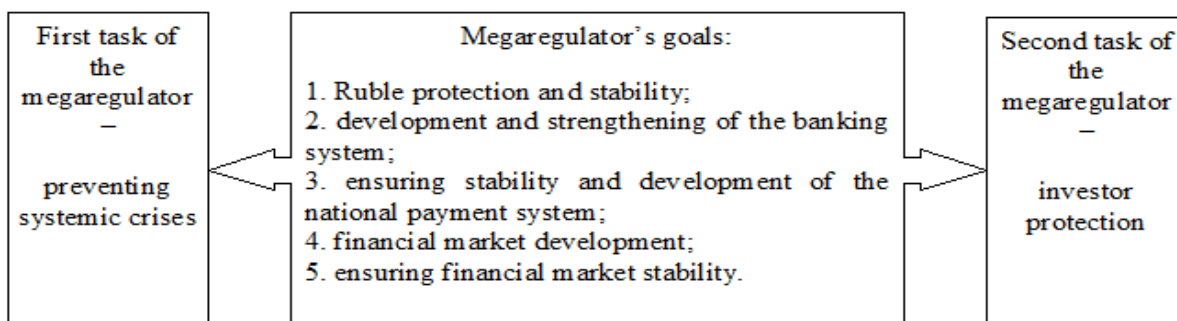 First task of
the
megaregulator
–
preventing
systemic crises
Megaregulator’s goals:
1. Ruble protection and stability;
2. development and strengthening of the banking
system;
3. ensuring stability and development of the
national payment system;
4. financial market development;
5. ensuring financial market stability.
Second task of
the
megaregulator
–
investor
protection